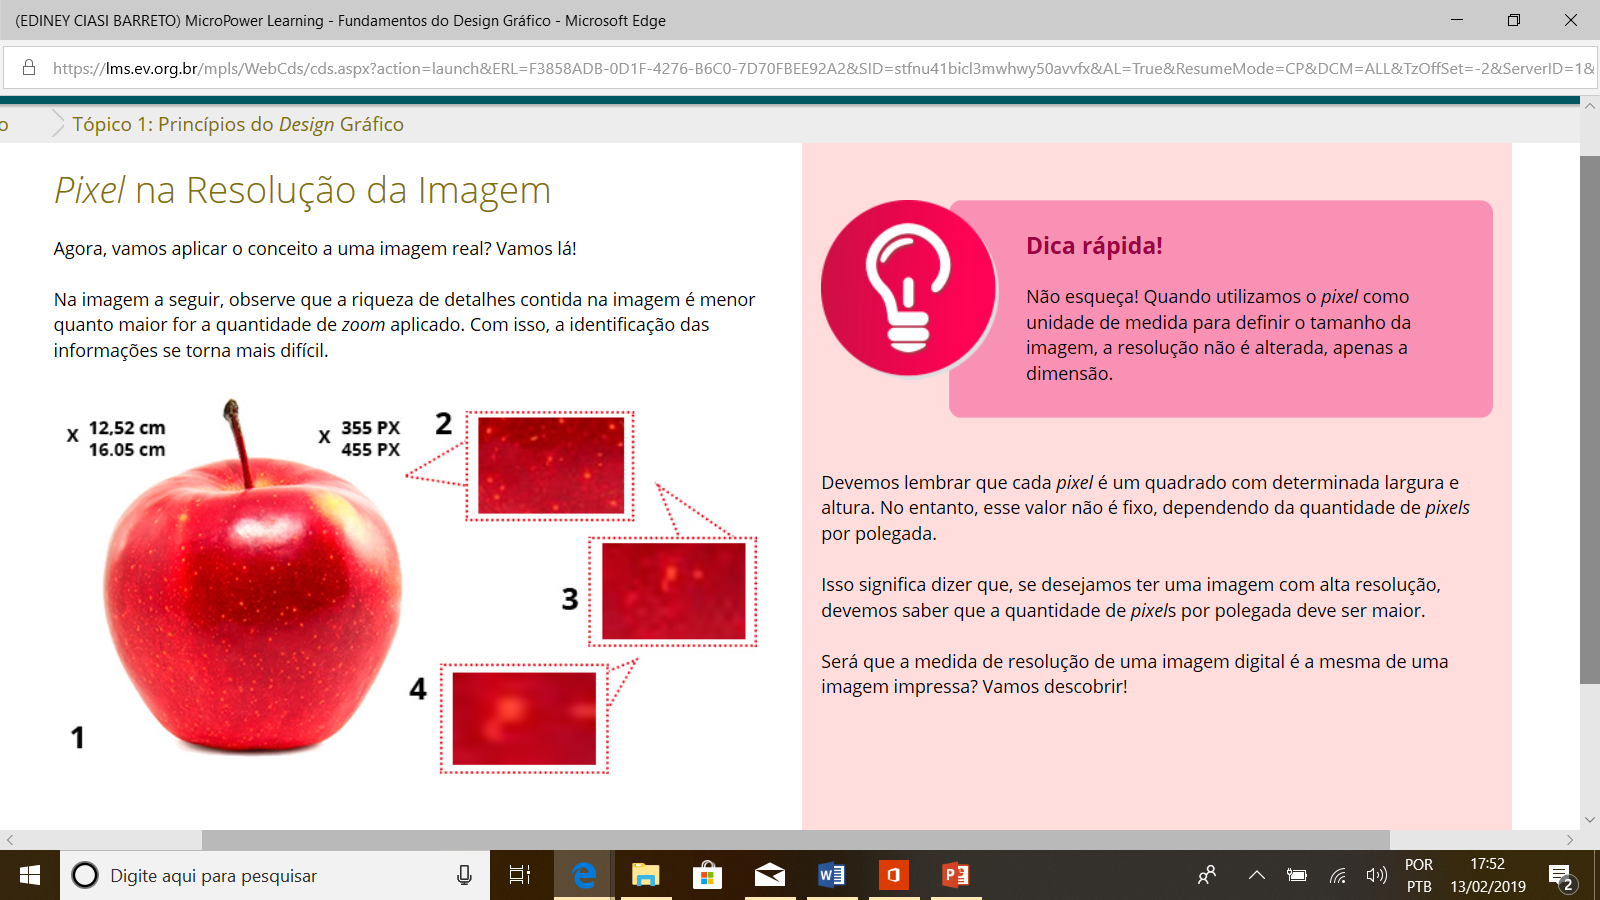 (EDINEY CIASI BARRETO) MicroPower Learning - Fundamentos do Design Gráfico - Microsoft Edge
https://lms.ev.org.br/mpls/WebCds/cds.aspx?action=launch&ERL=F3858ADB-0D1F-4276-B6C0-7D70FBEE92A2&SID=stfnu41bicl3mwhwy50avvfx&AL=True&ResumeMode=CP&DCM=ALL&TzOffSet=-2&ServerID=1&
o
Tópico 1: Princípios do Design Gráfico
Pixel na Resolução da Imagem
Agora, vamos aplicar o conceito a uma imagem real? Vamos lá!
Na imagem a seguir, observe que a riqueza de detalhes contida na imagem é menor
quanto maior for a quantidade de zoom aplicado. Com isso, a identificação das
informações se torna mais difícil.
X 12,52 cm
16.05 cm
X 355 PX
455 PX
2
3
4
1
Dica rápida!
Não esqueça! Quando utilizamos o pixel como
unidade de medida para definir o tamanho da
imagem, a resolução não é alterada, apenas a
dimensão.
Devemos lembrar que cada pixel é um quadrado com determinada largura e
altura. No entanto, esse valor não é fixo, dependendo da quantidade de pixels
por polegada.
Isso significa dizer que, se desejamos ter uma imagem com alta resolução,
devemos saber que a quantidade de pixels por polegada deve ser maior.
Será que a medida de resolução de uma imagem digital é a mesma de uma
imagem impressa? Vamos descobrir!
Digite aqui para pesquisar
POR
PTB
17:52
13/02/2019
2